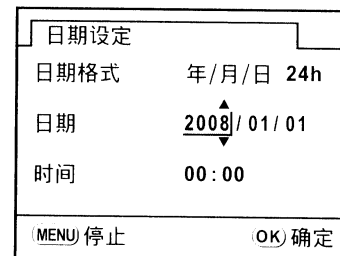 日期设定
日期格式 年/月/日 24h
日期 2008/01/01
时间 00:00
MENU 停止 OK 确定